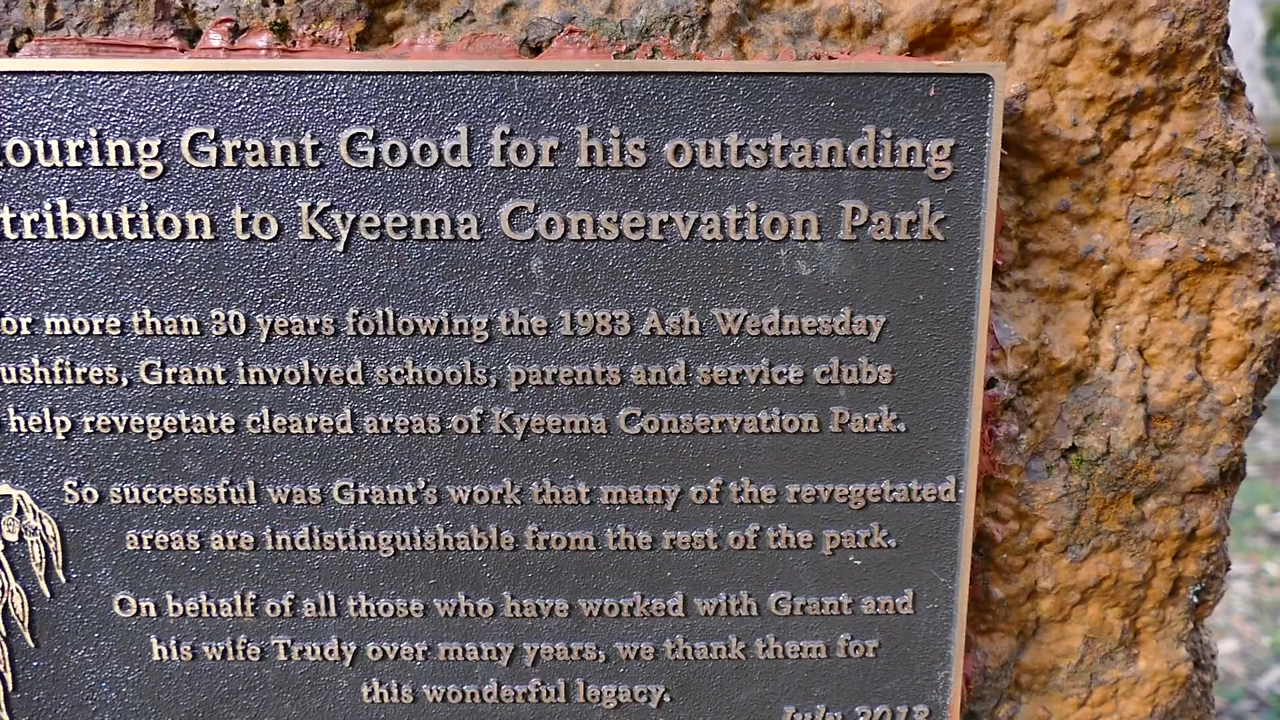 ouring Grant Good for his outstanding
tribution to Kyeema Conservation Park
or more than 30 years following the 1983 Ash Wednesday
ushfires, Grant involved schools, parents and service clubs
help revegetate cleared areas of Kyeema Conservation Park.
So successful was Grant's work that many of the revegetated
areas are indistinguishable from the rest of the park.
On behalf of all those who have worked with Grant and
his wife Trudy over many years, we thank them for
this wonderful legacy.
July